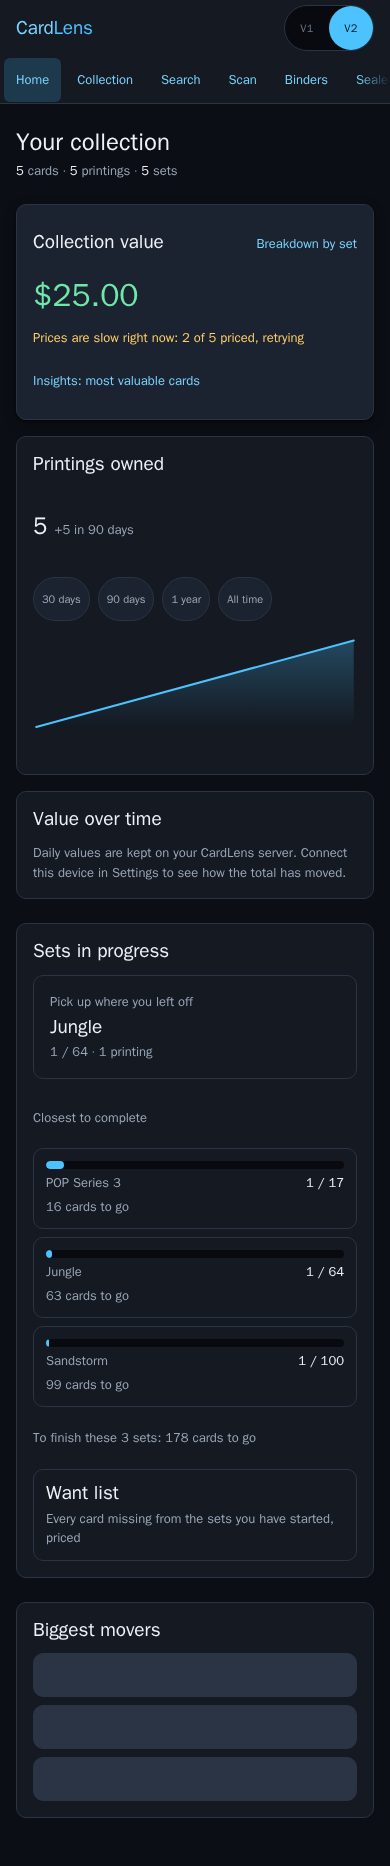 CardLens
V1
V2
Home
Collection
Search
Scan
Binders
Seale
Your collection
5 cards · 5 printings · 5 sets
Collection value
Breakdown by set
$25.00
Prices are slow right now: 2 of 5 priced, retrying
Insights: most valuable cards
Printings owned
5 +5 in 90 days
30 days
90 days
1 year
All time
Value over time
Daily values are kept on your CardLens server. Connect
this device in Settings to see how the total has moved.
Sets in progress
Pick up where you left off
Jungle
1 / 64 · 1 printing
Closest to complete
POP Series 3
1 / 17
16 cards to go
Jungle
1 / 64
63 cards to go
Sandstorm
1 / 100
99 cards to go
To finish these 3 sets: 178 cards to go
Want list
Every card missing from the sets you have started,
priced
Biggest movers